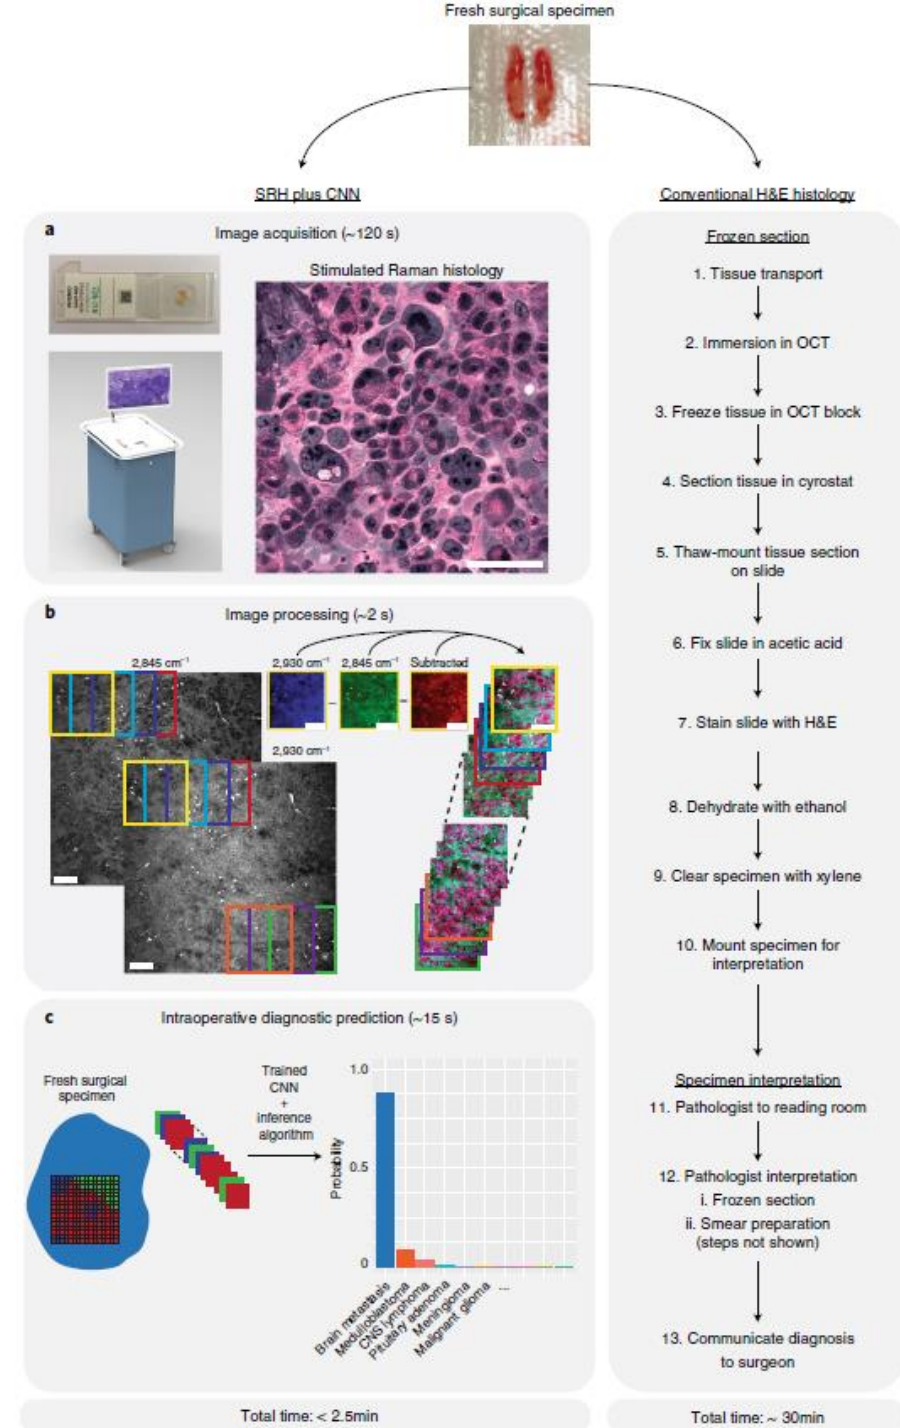 Fresh surgical specimen
SRH plus CNN
a
Image acquisition (~120 s)
Stimulated Raman histology
b
Image processing (~2 s)
2,845 cm⁻¹
2,930 cm⁻¹
2,845 cm⁻¹
Subtracted
–
=
2,930 cm⁻¹
c
Intraoperative diagnostic prediction (~15 s)
Fresh surgical
specimen
Trained
CNN
+
inference
algorithm
Probability
1.0
0.5
0
Brain metastasis
Medulloblastoma
CNS lymphoma
Pituitary adenoma
Meningioma
Malignant glioma
...
Total time: < 2.5min
Conventional H&E histology
Frozen section
1. Tissue transport
2. Immersion in OCT
3. Freeze tissue in OCT block
4. Section tissue in cyrostat
5. Thaw-mount tissue section
on slide
6. Fix slide in acetic acid
7. Stain slide with H&E
8. Dehydrate with ethanol
9. Clear specimen with xylene
10. Mount specimen for
interpretation
Specimen interpretation
11. Pathologist to reading room
12. Pathologist interpretation
i. Frozen section
ii. Smear preparation
(steps not shown)
13. Communicate diagnosis
to surgeon
Total time: ~ 30min